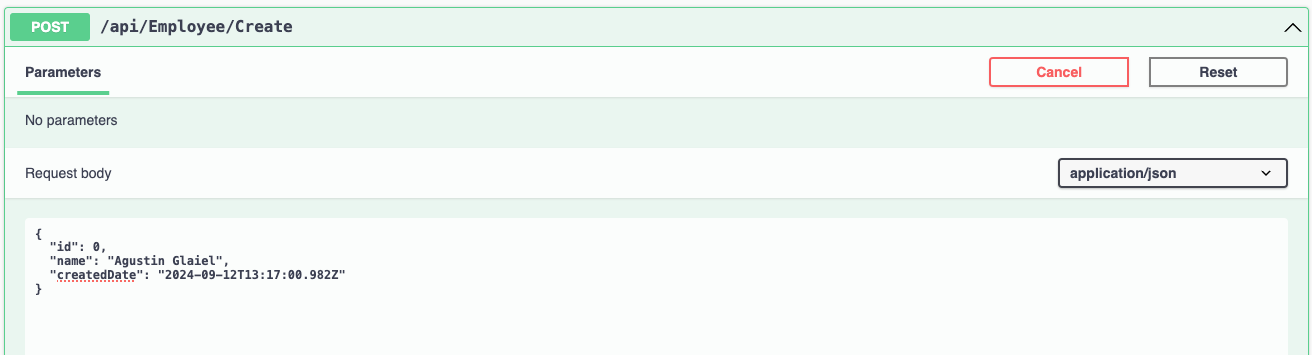 POST /api/Employee/Create
Parameters Cancel Reset
No parameters
Request body application/json
{
  "id": 0,
  "name": "Agustin Glaiel",
  "createdDate": "2024-09-12T13:17:00.982Z"
}